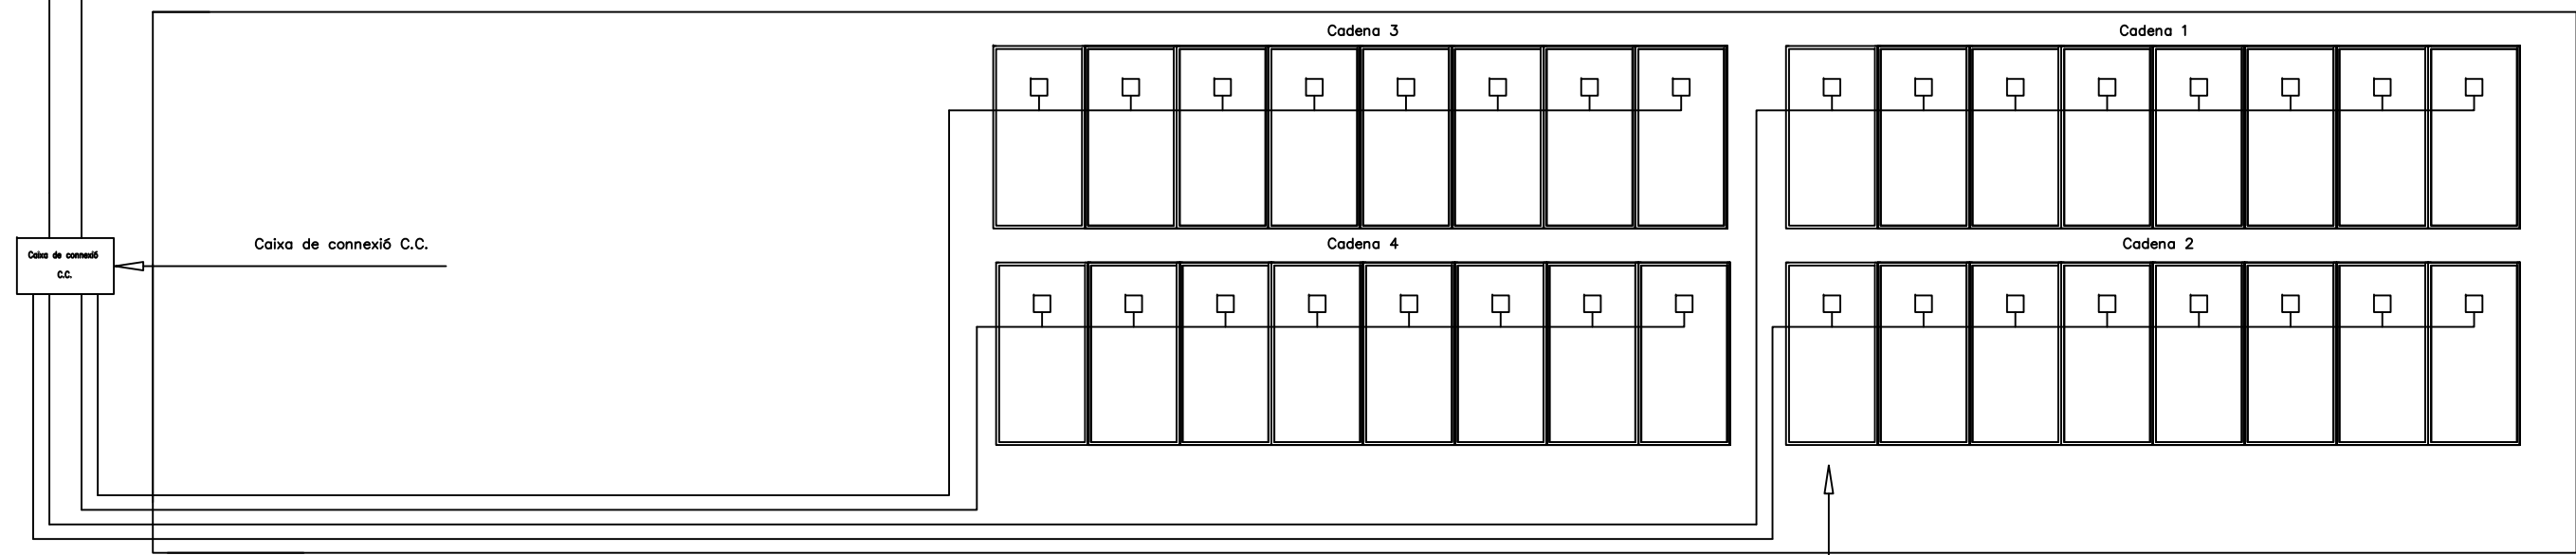 Cadena 3
Cadena 1
Caixa de connexió C.C.
Cadena 4
Cadena 2
Caixa de connexió
C.C.